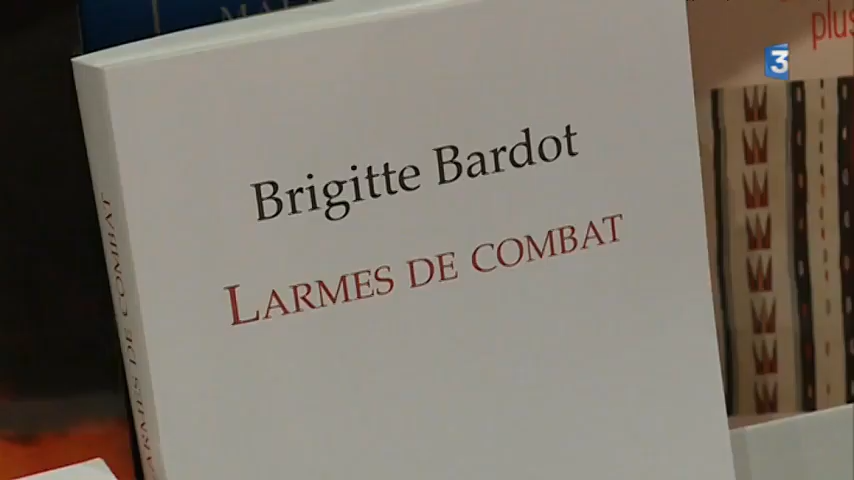 plus
3
Brigitte Bardot
LARMES DE COMBAT
LARMES DE COMBAT